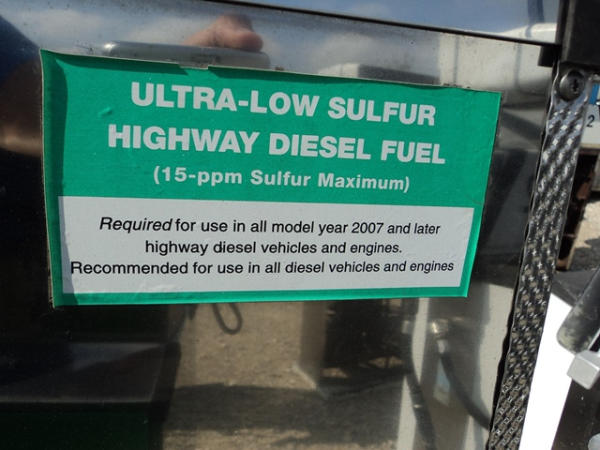 ULTRA-LOW SULFUR
HIGHWAY DIESEL FUEL
(15-ppm Sulfur Maximum)
Required for use in all model year 2007 and later
highway diesel vehicles and engines.
Recommended for use in all diesel vehicles and engines
2